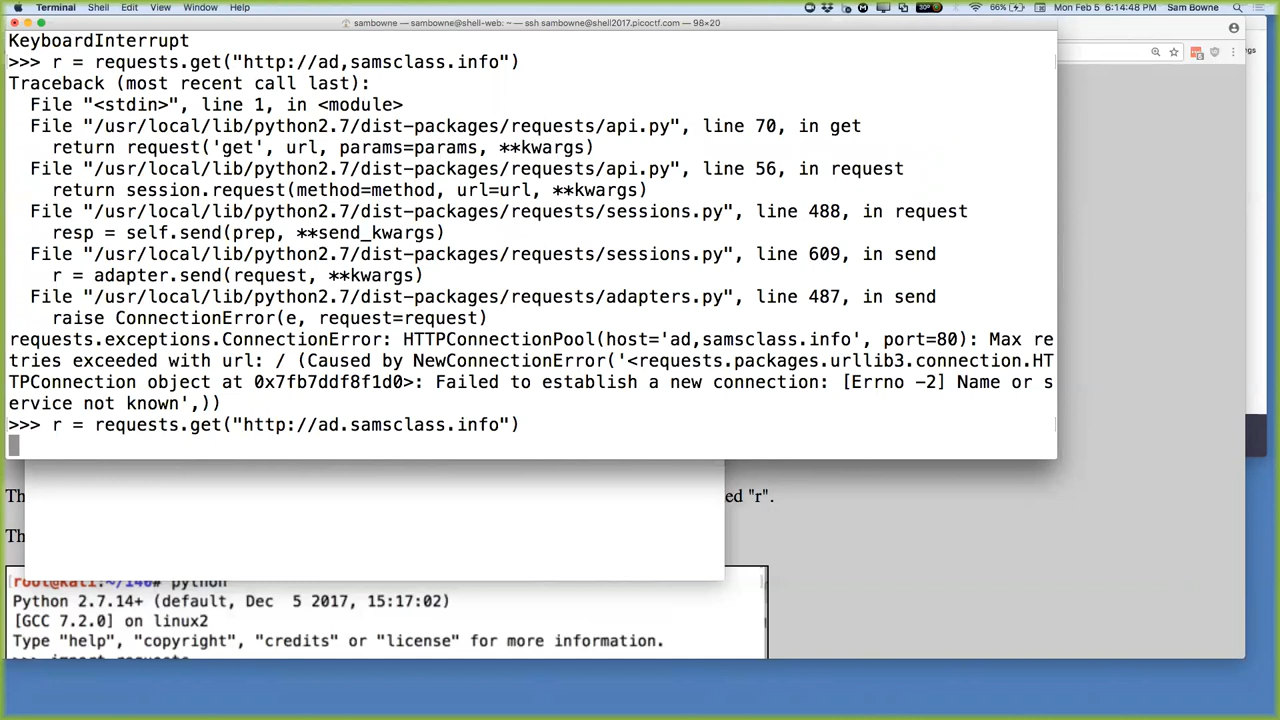 Terminal Shell Edit View Window Help 30° 66% Mon Feb 5 6:14:48 PM Sam Bowne
sambowne — sambowne@shell-web: ~ — ssh sambowne@shell2017.picoctf.com — 98×20
KeyboardInterrupt
>>> r = requests.get("http://ad,samsclass.info")
Traceback (most recent call last):
  File "<stdin>", line 1, in <module>
  File "/usr/local/lib/python2.7/dist-packages/requests/api.py", line 70, in get
    return request('get', url, params=params, **kwargs)
  File "/usr/local/lib/python2.7/dist-packages/requests/api.py", line 56, in request
    return session.request(method=method, url=url, **kwargs)
  File "/usr/local/lib/python2.7/dist-packages/requests/sessions.py", line 488, in request
    resp = self.send(prep, **send_kwargs)
  File "/usr/local/lib/python2.7/dist-packages/requests/sessions.py", line 609, in send
    r = adapter.send(request, **kwargs)
  File "/usr/local/lib/python2.7/dist-packages/requests/adapters.py", line 487, in send
    raise ConnectionError(e, request=request)
requests.exceptions.ConnectionError: HTTPConnectionPool(host='ad,samsclass.info', port=80): Max re
tries exceeded with url: / (Caused by NewConnectionError('<requests.packages.urllib3.connection.HT
TPConnection object at 0x7fb7ddf8f1d0>: Failed to establish a new connection: [Errno -2] Name or s
ervice not known',))
>>> r = requests.get("http://ad.samsclass.info")
gs
Th ed "r".
Th
root@kali:~/140# python
Python 2.7.14+ (default, Dec  5 2017, 15:17:02)
[GCC 7.2.0] on linux2
Type "help", "copyright", "credits" or "license" for more information.
>>> import requests